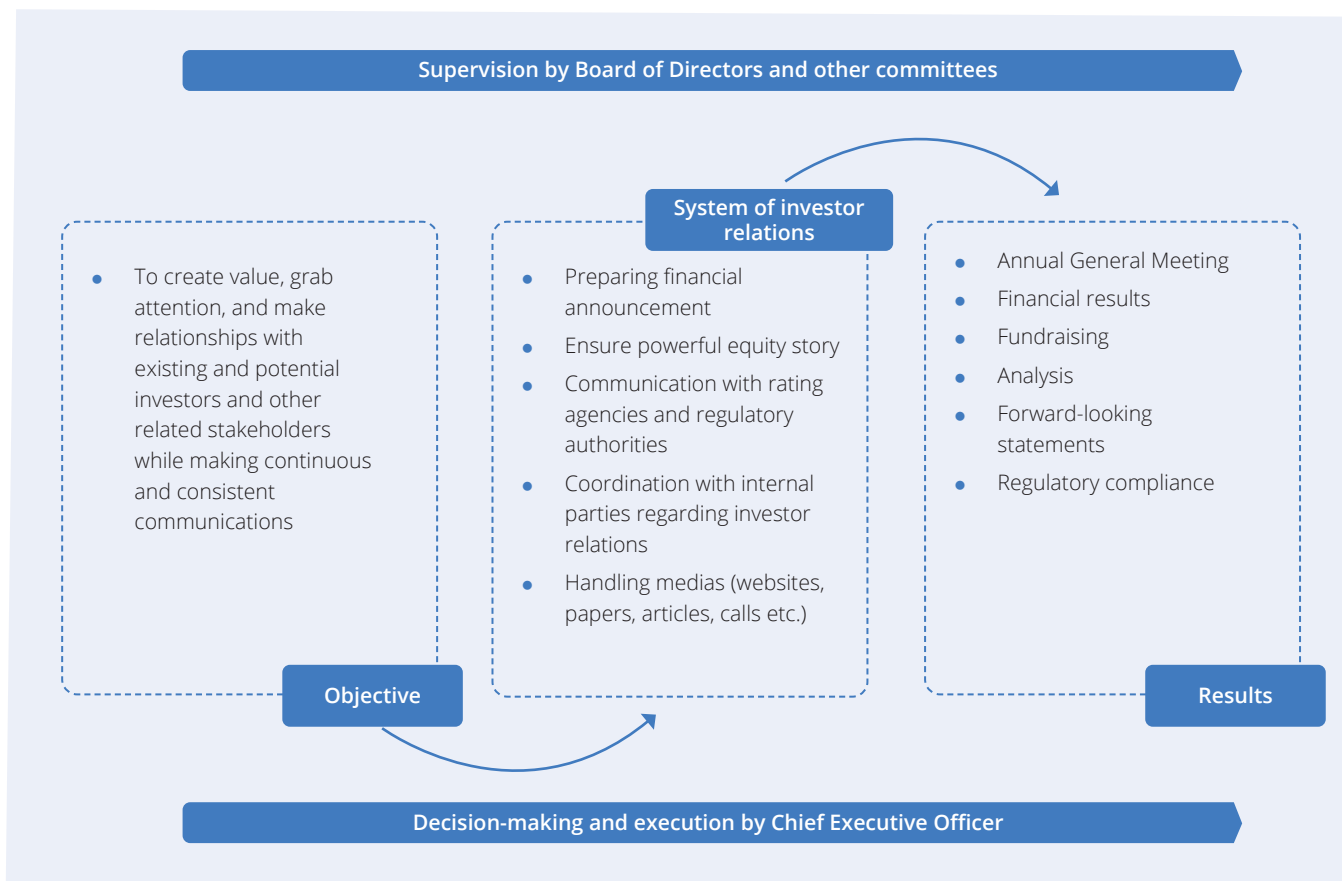 Supervision by Board of Directors and other committees
To create value, grab
attention, and make
relationships with
existing and potential
investors and other
related stakeholders
while making continuous
and consistent
communications
Objective
System of investor
relations
Preparing financial
announcement
Ensure powerful equity story
Communication with rating
agencies and regulatory
authorities
Coordination with internal
parties regarding investor
relations
Handling medias (websites,
papers, articles, calls etc.)
Annual General Meeting
Financial results
Fundraising
Analysis
Forward-looking
statements
Regulatory compliance
Results
Decision-making and execution by Chief Executive Officer